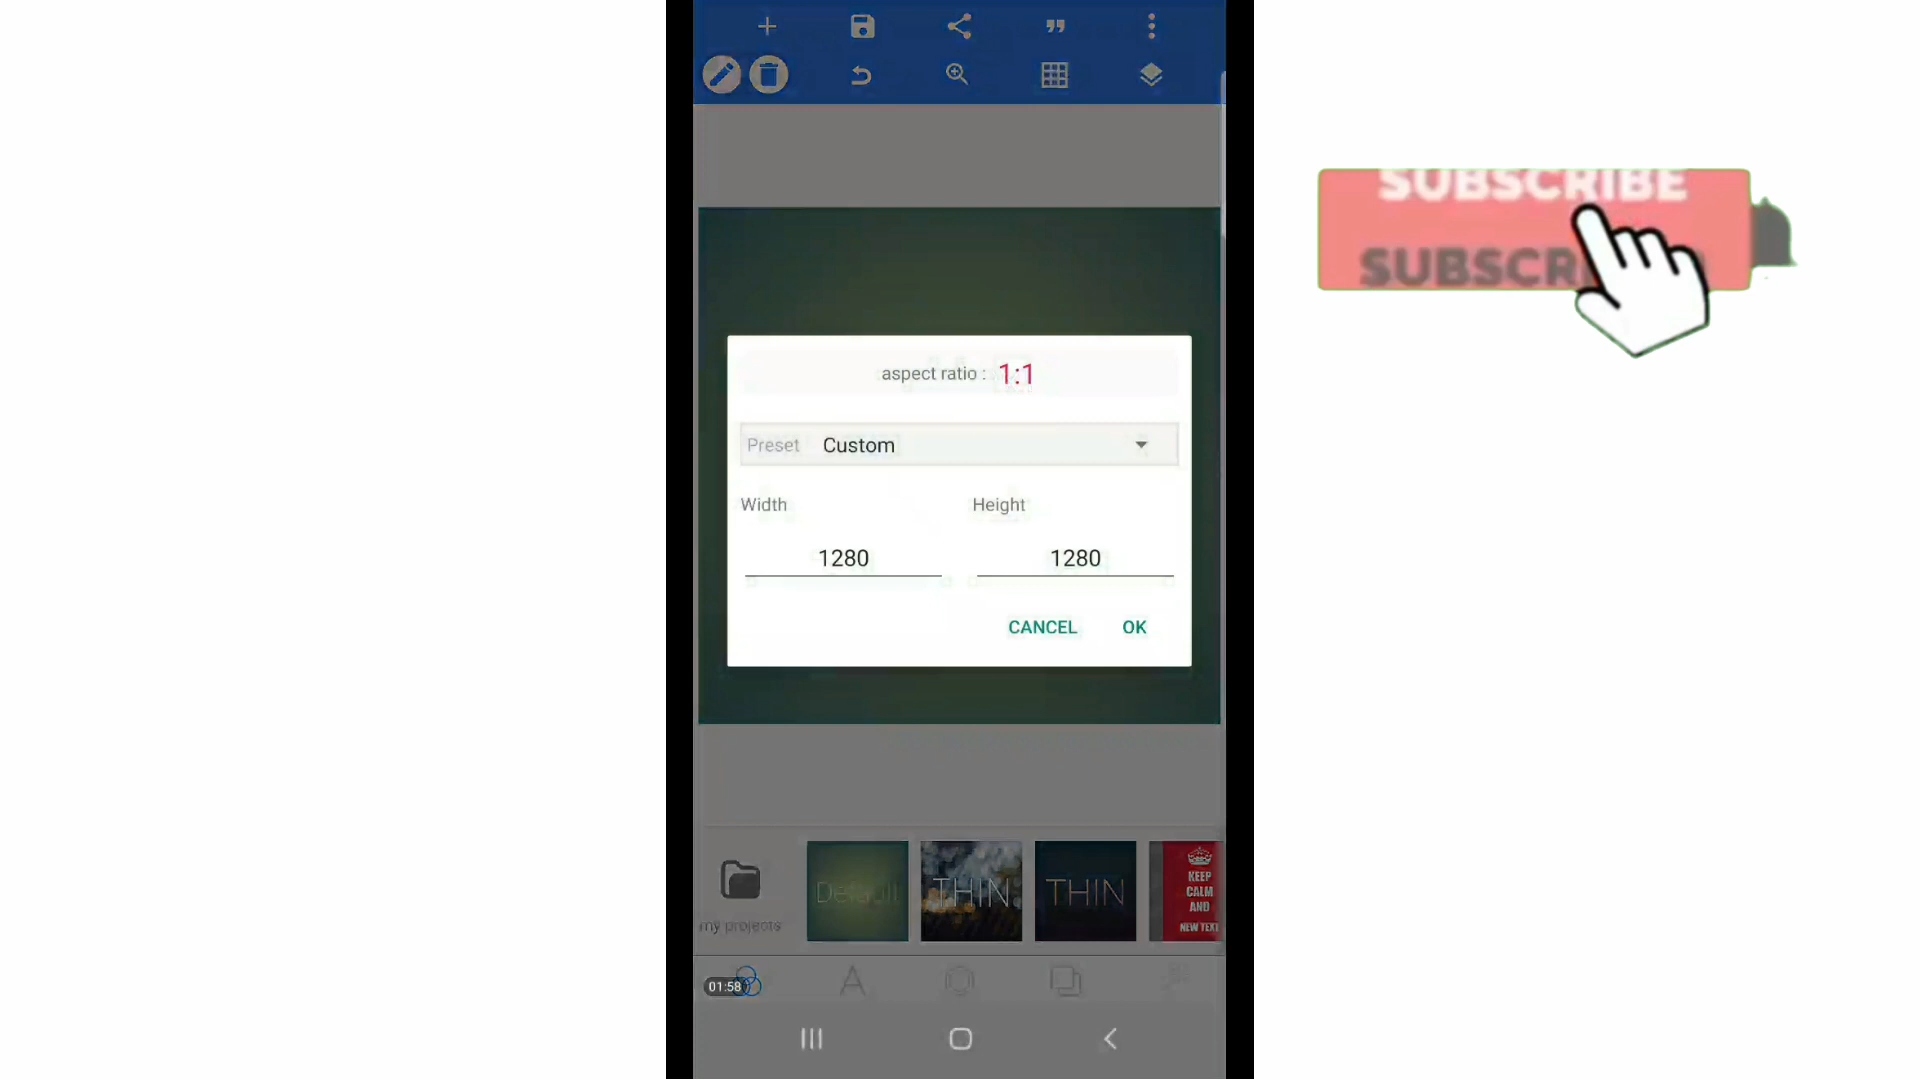 SUBSCRIBE
aspect ratio : 1:1
Preset Custom
Width Height
1280 1280
CANCEL OK
my projects
Default
THIN
THIN
KEEP
CALM
AND
NEW TEXT
01:58